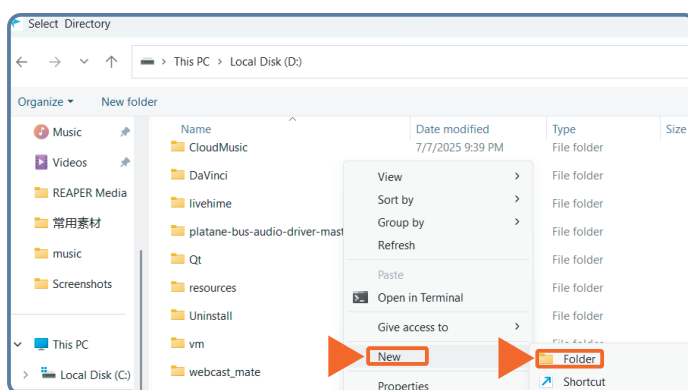 Select Directory
This PC > Local Disk (D:)
Organize
New folder
Name
Date modified
Type
Size
Music
Videos
REAPER Media
常用素材
music
Screenshots
This PC
Local Disk (C:)
CloudMusic
7/7/2025 9:39 PM
File folder
DaVinci
File folder
livehime
File folder
platane-bus-audio-driver-mast
File folder
Qt
File folder
resources
File folder
Uninstall
File folder
vm
File folder
webcast_mate
View
Sort by
Group by
Refresh
Paste
Open in Terminal
Give access to
New
Properties
Folder
Shortcut